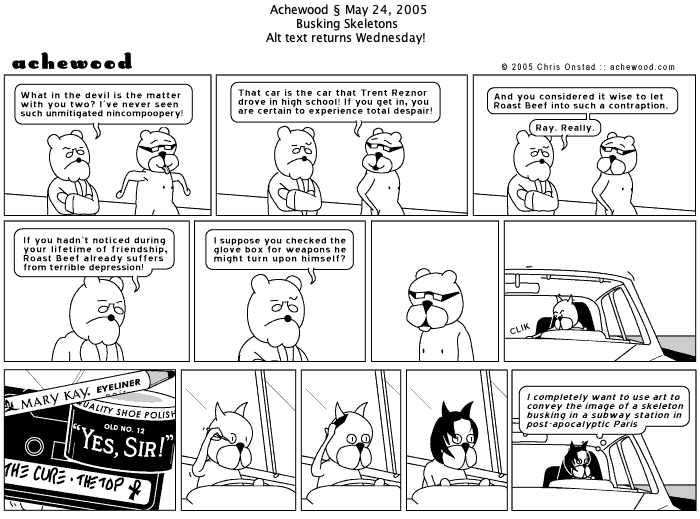 Achewood § May 24, 2005
Busking Skeletons
Alt text returns Wednesday!
achewood
© 2005 Chris Onstad :: achewood.com
What in the devil is the matter
with you two? I've never seen
such unmitigated nincompoopery!
That car is the car that Trent Reznor
drove in high school! If you get in, you
are certain to experience total despair!
And you considered it wise to let
Roast Beef into such a contraption.
Ray. Really.
If you hadn't noticed during
your lifetime of friendship,
Roast Beef already suffers
from terrible depression!
I suppose you checked the
glove box for weapons he
might turn upon himself?
CLIK
MARY KAY. EYELINER
QUALITY SHOE POLISH
OLD NO. 12
"YES, SIR!"
THE CURE · THE TOP
I completely want to use art to
convey the image of a skeleton
busking in a subway station in
post-apocalyptic Paris